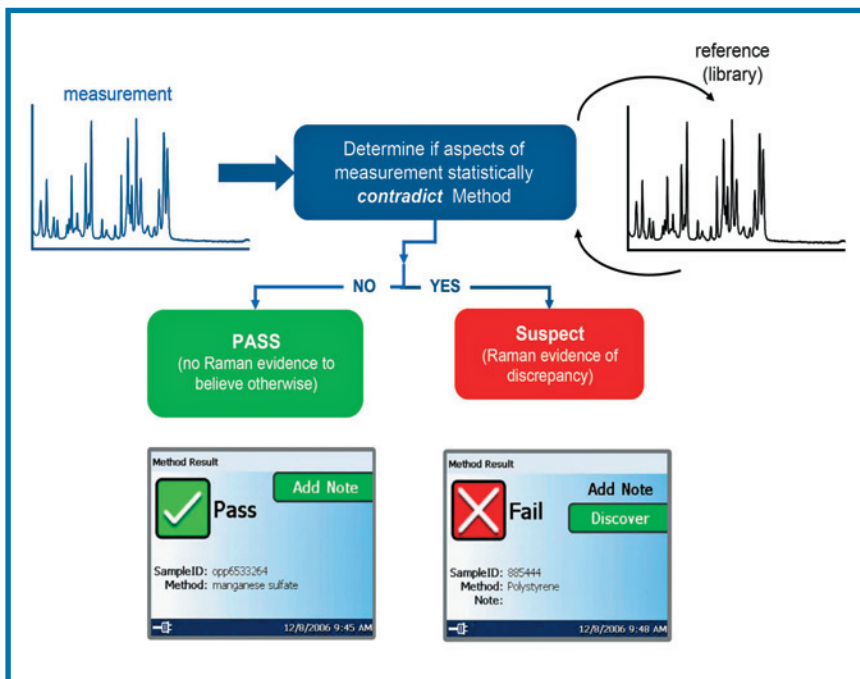 reference
(library)
measurement
Determine if aspects of
measurement statistically
contradict Method
NO
YES
PASS
(no Raman evidence to
believe otherwise)
Suspect
(Raman evidence of
discrepancy)
Method Result
Add Note
Pass
SampleID: opp6533264
Method: manganese sulfate
12/8/2006 9:45 AM
Method Result
Add Note
Fail
Discover
SampleID: 885444
Method: Polystyrene
Note:
12/8/2006 9:48 AM